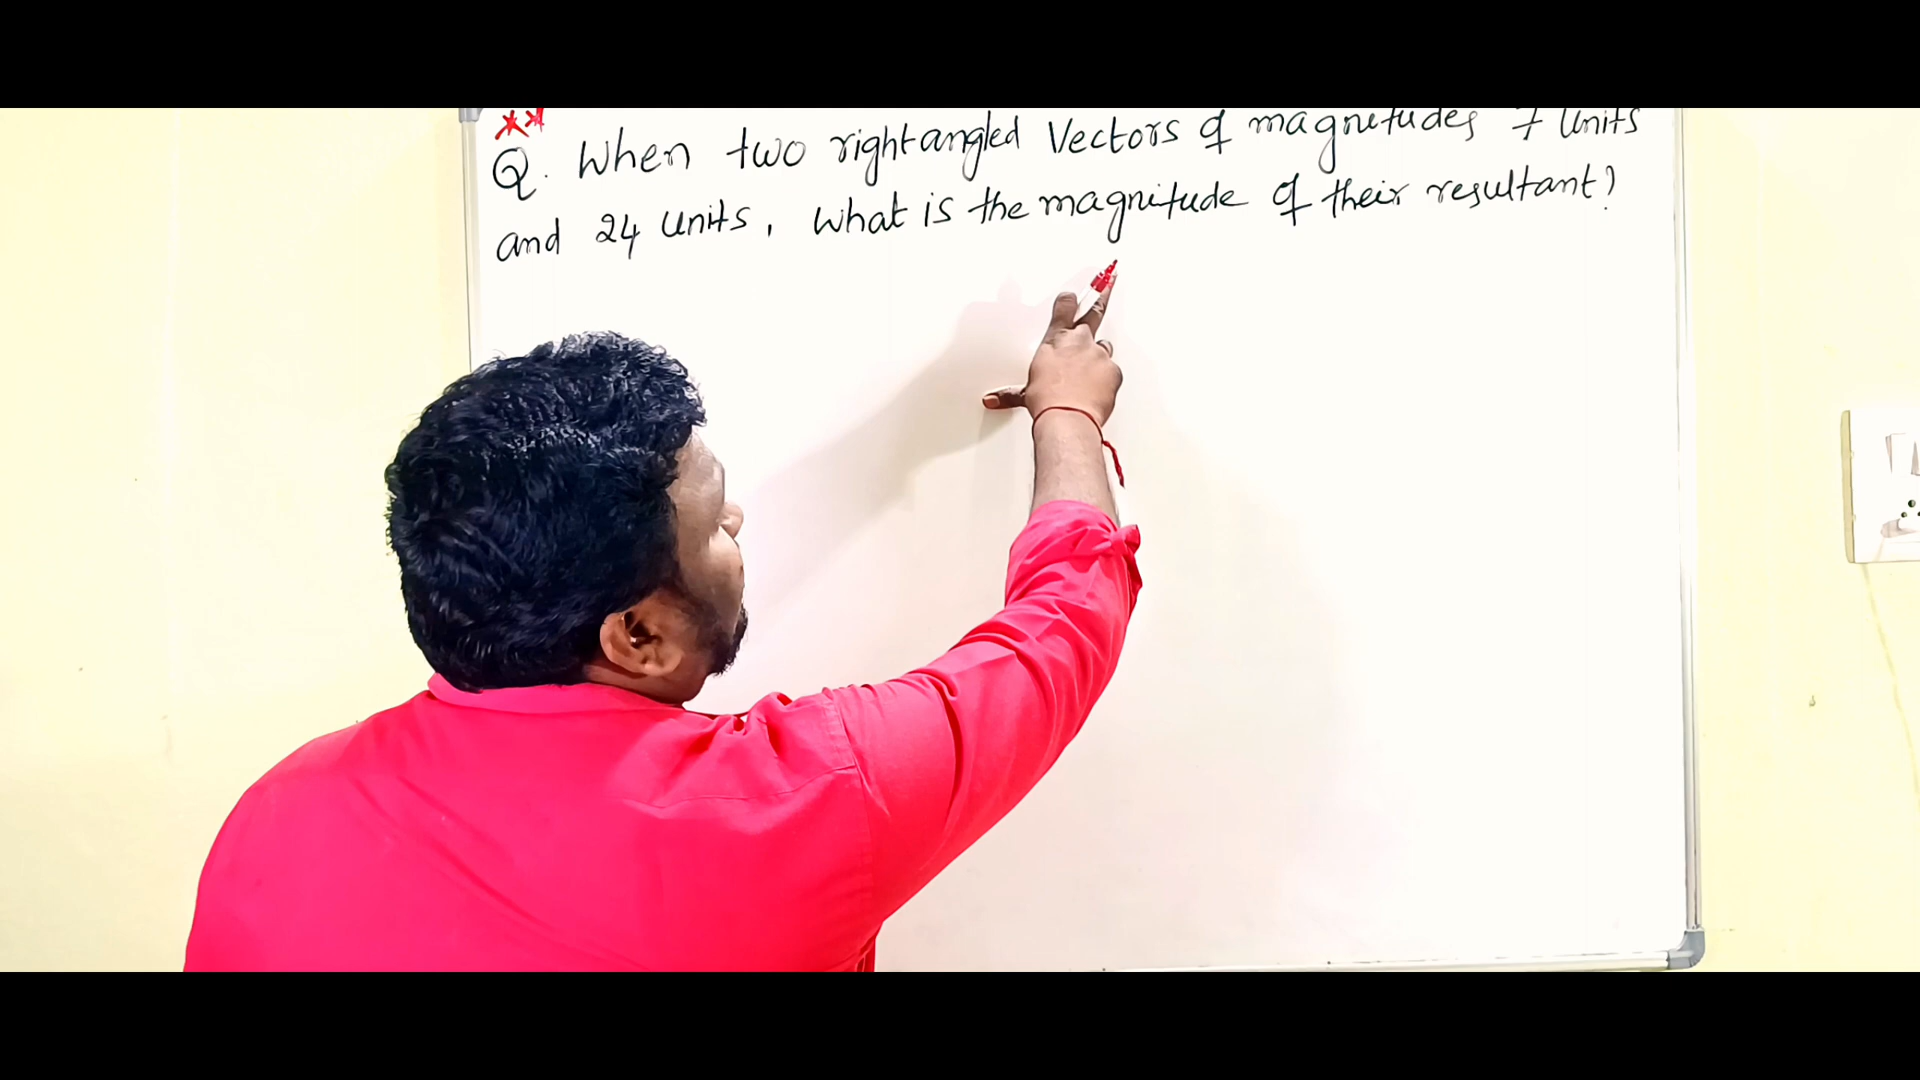 **
Q. When two rightangled Vectors of magnitudes 7 Units
and 24 units, What is the magnitude of their resultant?